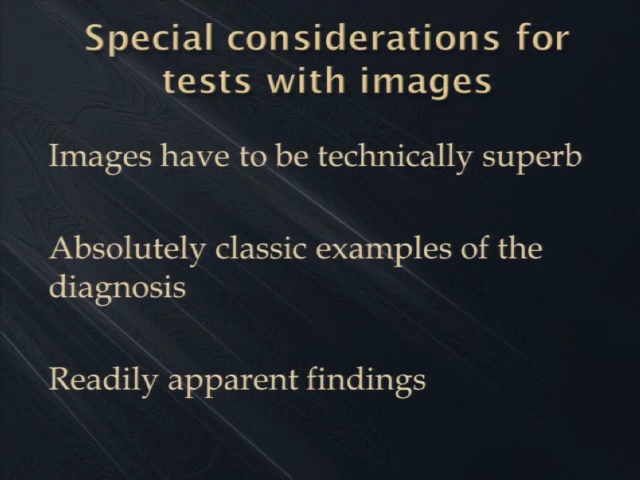 Special considerations for
tests with images
Images have to be technically superb
Absolutely classic examples of the
diagnosis
Readily apparent findings